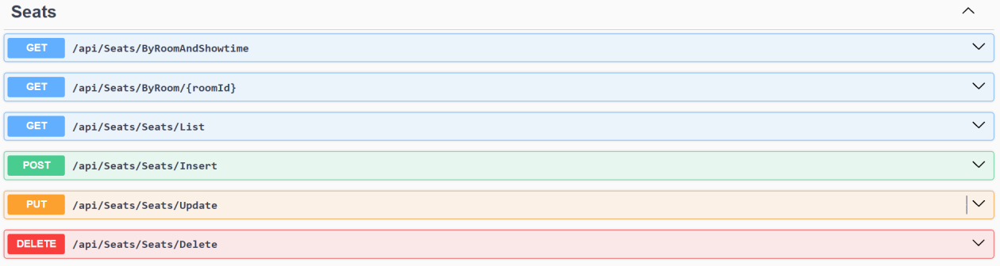 Seats
GET /api/Seats/ByRoomAndShowtime
GET /api/Seats/ByRoom/{roomId}
GET /api/Seats/Seats/List
POST /api/Seats/Seats/Insert
PUT /api/Seats/Seats/Update
DELETE /api/Seats/Seats/Delete